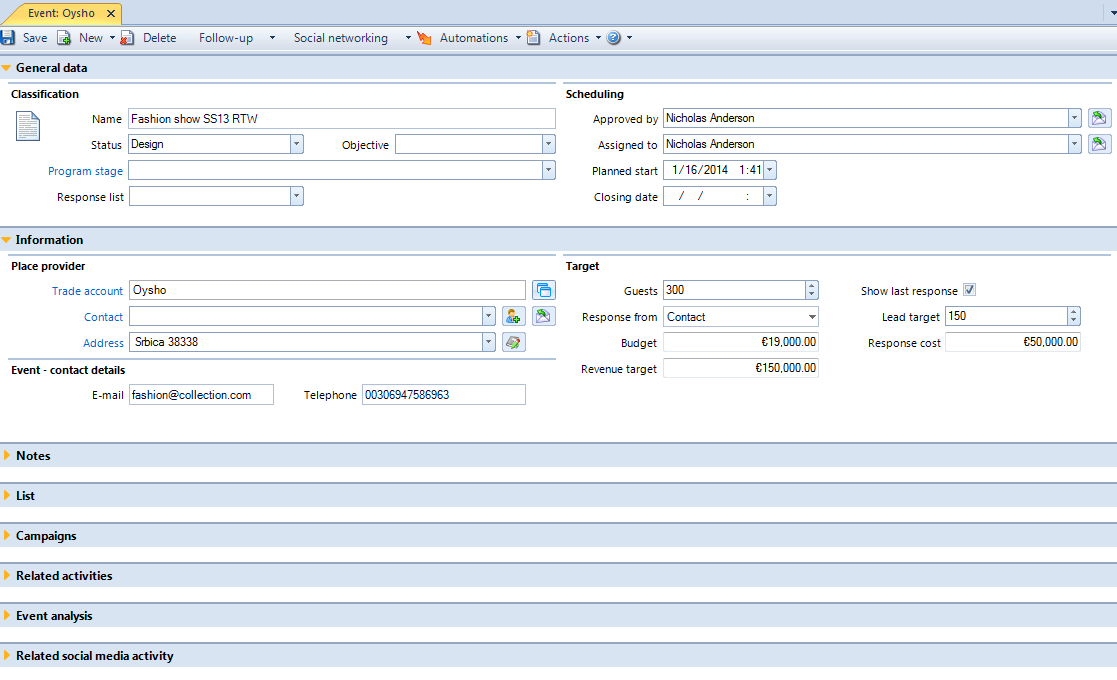 Event: Oysho
Save New Delete Follow-up Social networking Automations Actions
General data
Classification
Name Fashion show SS13 RTW
Status Design Objective
Program stage
Response list
Scheduling
Approved by Nicholas Anderson
Assigned to Nicholas Anderson
Planned start 1/16/2014 1:41
Closing date / / :
Information
Place provider
Trade account Oysho
Contact
Address Srbica 38338
Event - contact details
E-mail fashion@collection.com Telephone 00306947586963
Target
Guests 300 Show last response
Response from Contact Lead target 150
Budget €19,000.00 Response cost €50,000.00
Revenue target €150,000.00
Notes
List
Campaigns
Related activities
Event analysis
Related social media activity